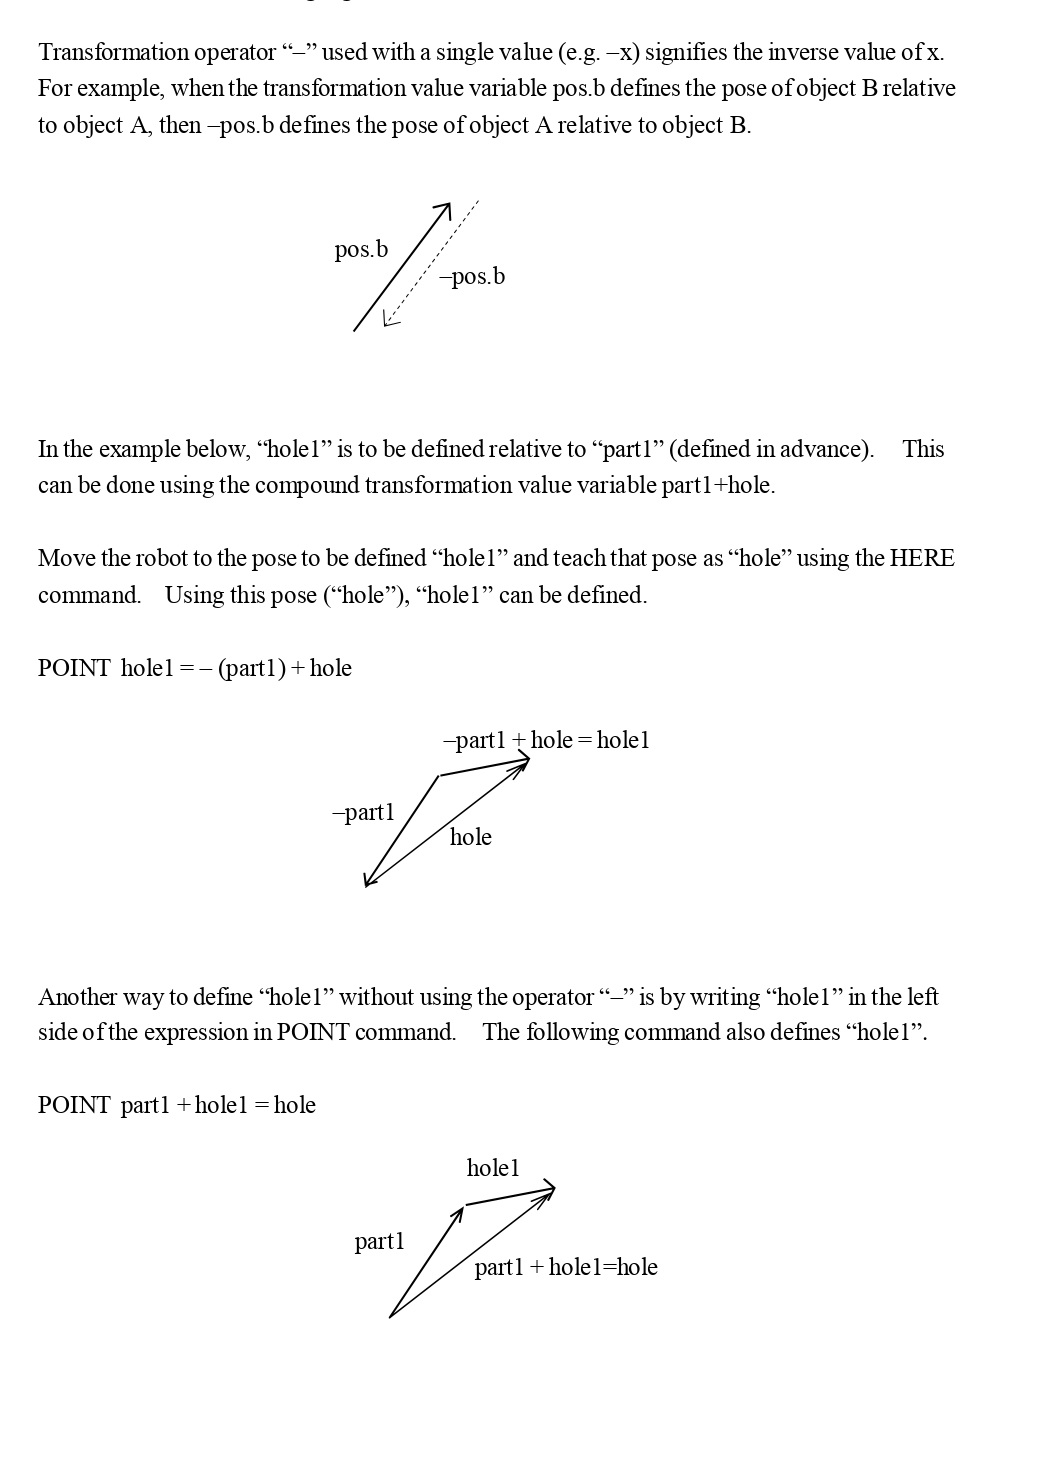 Transformation operator “–” used with a single value (e.g. –x) signifies the inverse value of x.
For example, when the transformation value variable pos.b defines the pose of object B relative
to object A, then –pos.b defines the pose of object A relative to object B.
pos.b
–pos.b
In the example below, “hole1” is to be defined relative to “part1” (defined in advance). This
can be done using the compound transformation value variable part1+hole.
Move the robot to the pose to be defined “hole1” and teach that pose as “hole” using the HERE
command. Using this pose (“hole”), “hole1” can be defined.
POINT hole1 = – (part1) + hole
–part1 + hole = hole1
–part1
hole
Another way to define “hole1” without using the operator “–” is by writing “hole1” in the left
side of the expression in POINT command. The following command also defines “hole1”.
POINT part1 + hole1 = hole
hole1
part1
part1 + hole1=hole